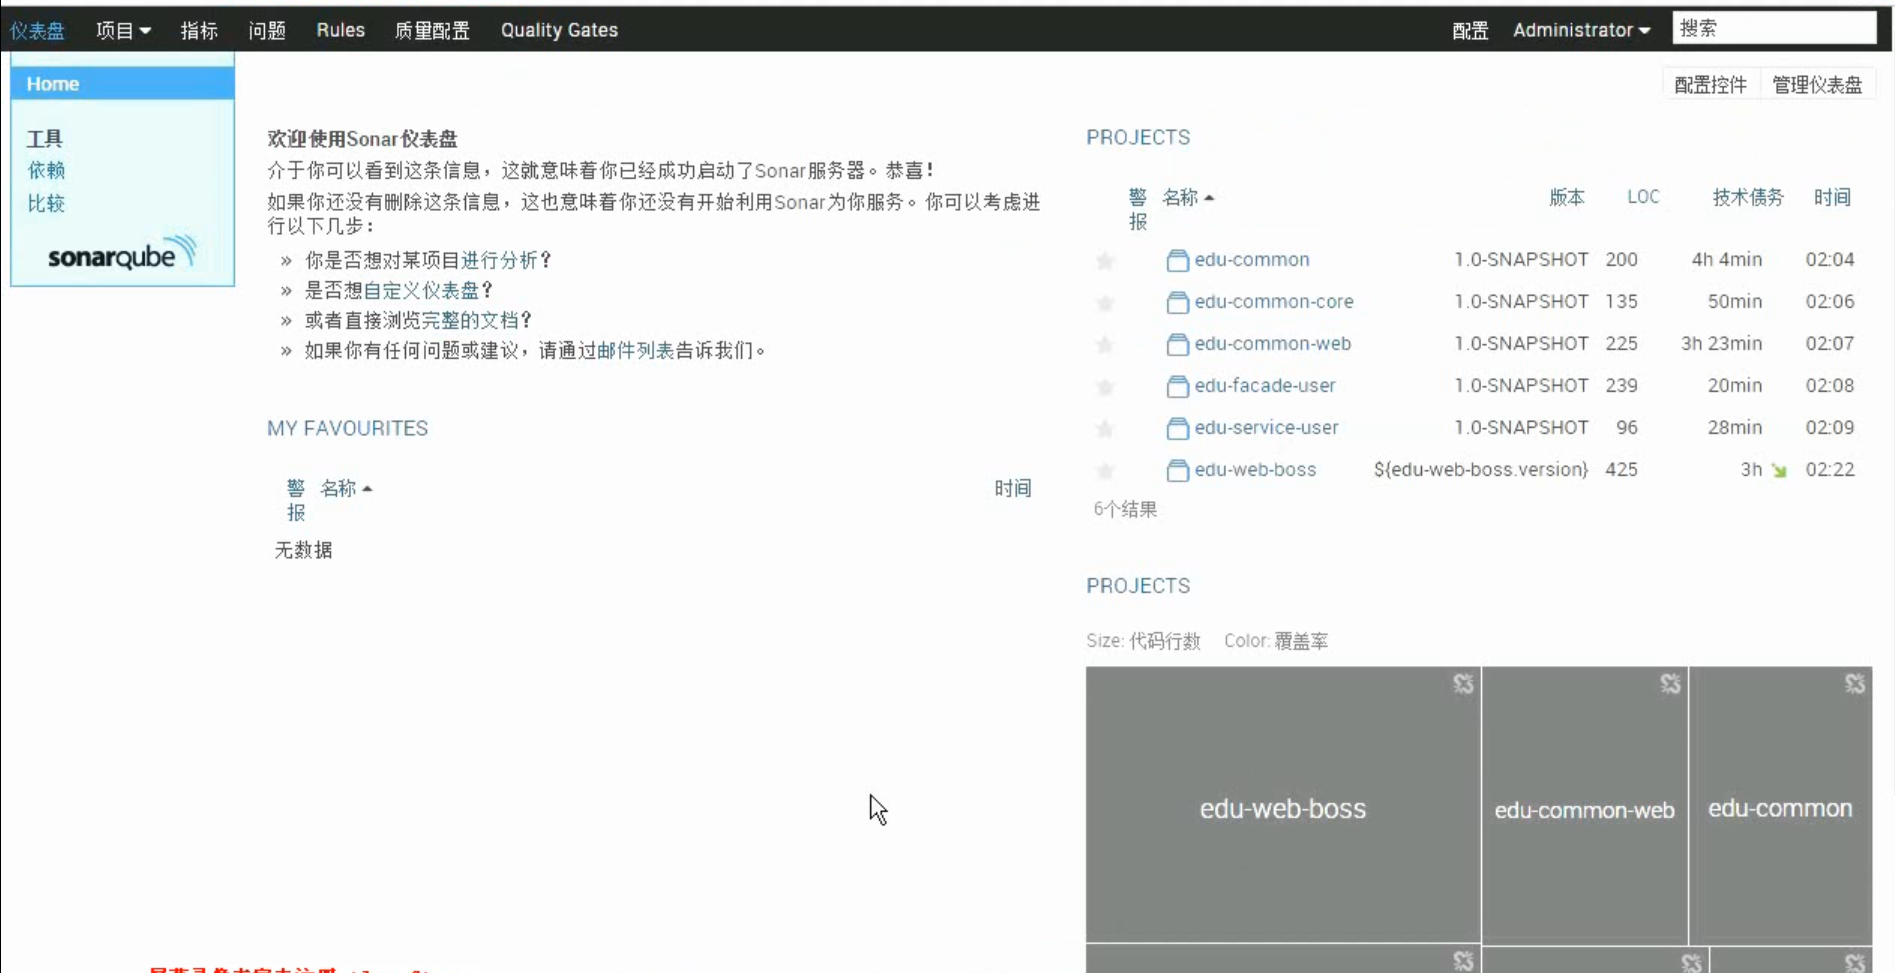 仪表盘 项目 指标 问题 Rules 质量配置 Quality Gates 配置 Administrator 搜索
Home
配置控件 管理仪表盘
工具
依赖
比较
sonarqube
欢迎使用Sonar仪表盘
介于你可以看到这条信息，这就意味着你已经成功启动了Sonar服务器。恭喜！
如果你还没有删除这条信息，这也意味着你还没有开始利用Sonar为你服务。你可以考虑进
行以下几步：
» 你是否想对某项目进行分析？
» 是否想自定义仪表盘？
» 或者直接浏览完整的文档？
» 如果你有任何问题或建议，请通过邮件列表告诉我们。
MY FAVOURITES
警报 名称 时间
无数据
PROJECTS
警报 名称 版本 LOC 技术债务 时间
edu-common 1.0-SNAPSHOT 200 4h 4min 02:04
edu-common-core 1.0-SNAPSHOT 135 50min 02:06
edu-common-web 1.0-SNAPSHOT 225 3h 23min 02:07
edu-facade-user 1.0-SNAPSHOT 239 20min 02:08
edu-service-user 1.0-SNAPSHOT 96 28min 02:09
edu-web-boss ${edu-web-boss.version} 425 3h 02:22
6个结果
PROJECTS
Size: 代码行数 Color: 覆盖率
edu-web-boss edu-common-web edu-common